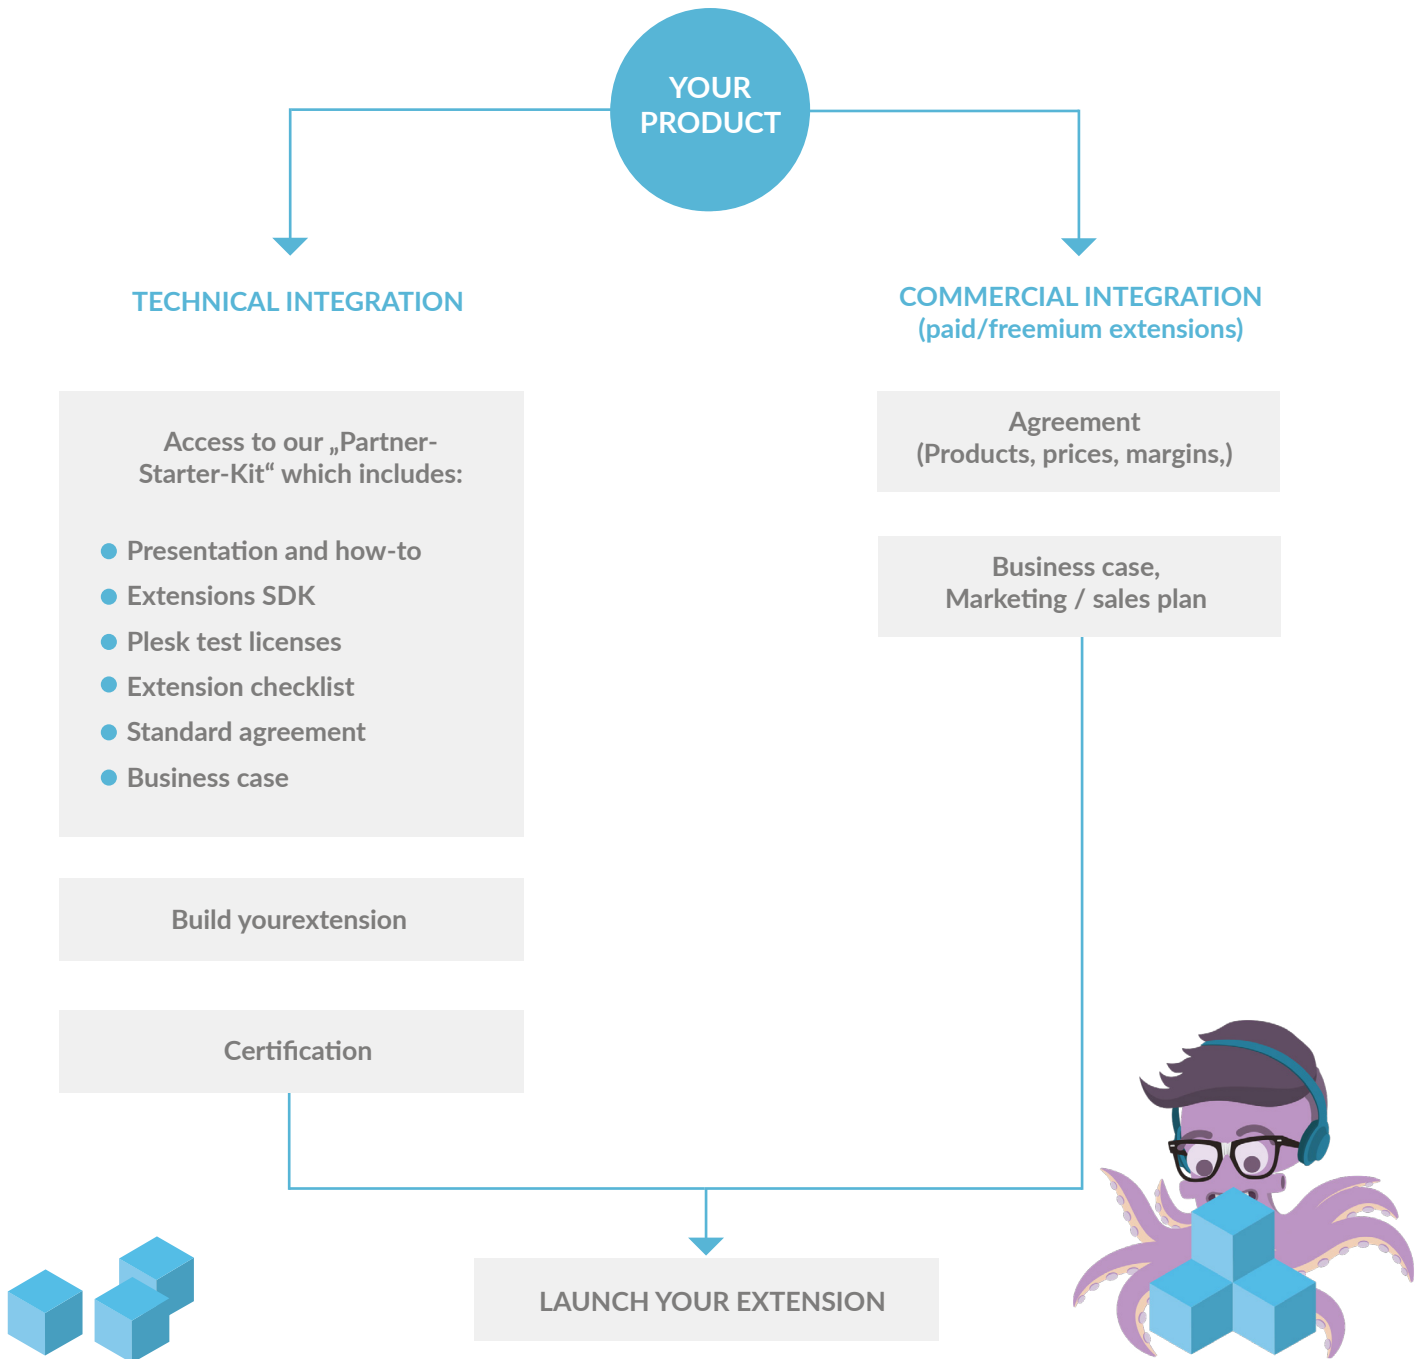 YOUR
PRODUCT
TECHNICAL INTEGRATION
COMMERCIAL INTEGRATION
(paid/freemium extensions)
Access to our „Partner-
Starter-Kit“ which includes:
Presentation and how-to
Extensions SDK
Plesk test licenses
Extension checklist
Standard agreement
Business case
Agreement
(Products, prices, margins,)
Business case,
Marketing / sales plan
Build yourextension
Certification
LAUNCH YOUR EXTENSION